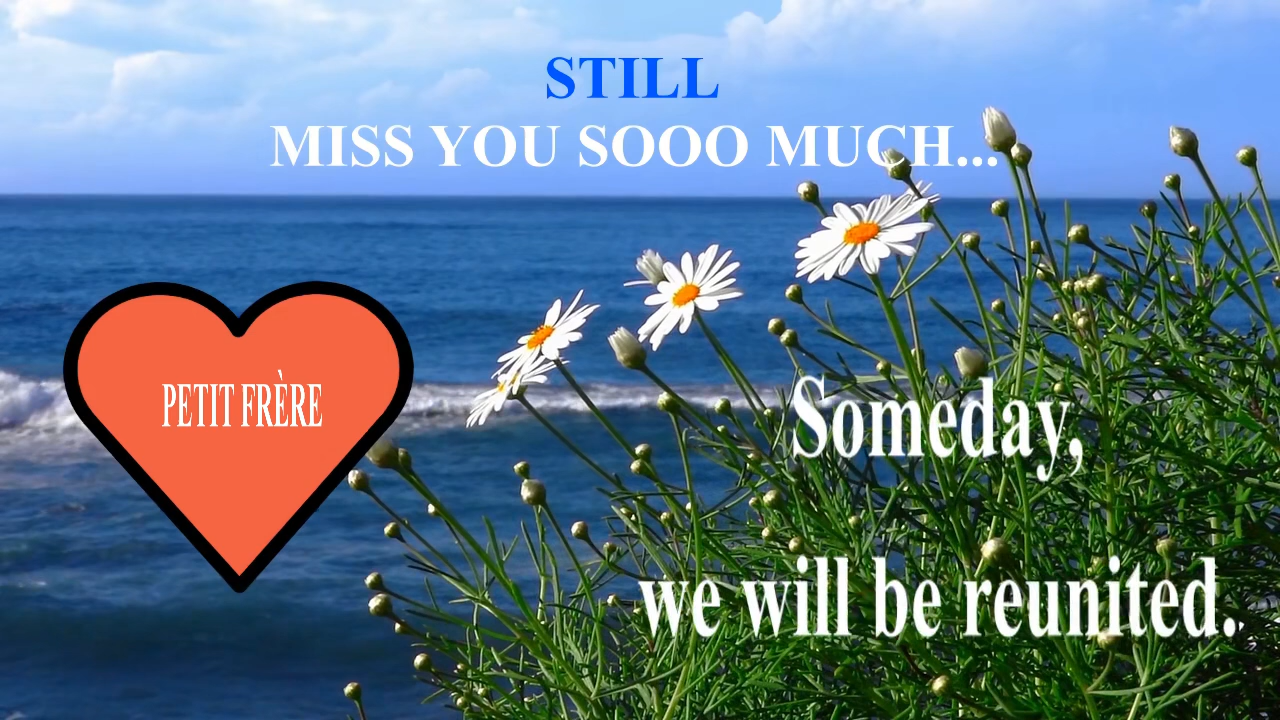 STILL
MISS YOU SOOO MUCH...
PETIT FRÈRE
Someday,
we will be reunited.